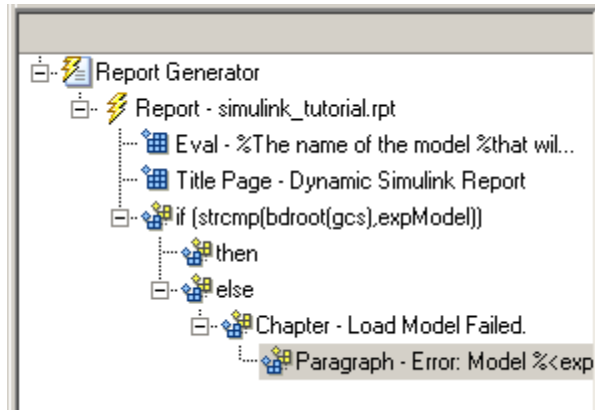 Report Generator
Report - simulink_tutorial.rpt
Eval - %The name of the model %that wil...
Title Page - Dynamic Simulink Report
if (strcmp(bdroot(gcs),expModel))
then
else
Chapter - Load Model Failed.
Paragraph - Error: Model %<exp